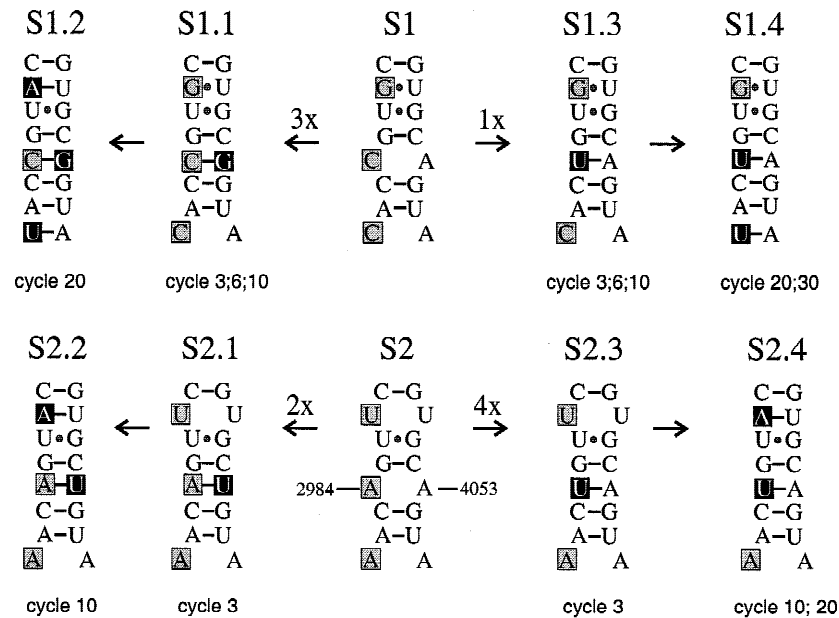 S1.2 S1.1 S1 S1.3 S1.4
C–G C–G C–G C–G C–G
A–U G•U G•U G•U G•U
U•G U•G U•G U•G U•G
G–C G–C 3x G–C 1x G–C G–C
C–G C–G C A U–A U–A
C–G C–G C–G C–G C–G
A–U A–U A–U A–U A–U
U–A C A C A C A U–A
cycle 20 cycle 3;6;10 cycle 3;6;10 cycle 20;30
S2.2 S2.1 S2 S2.3 S2.4
C–G C–G C–G C–G C–G
A–U U U 2x U U 4x U U A–U
U•G U•G U•G U•G U•G
G–C G–C G–C G–C G–C
A–U A–U 2984 A A 4053 U–A U–A
C–G C–G C–G C–G C–G
A–U A–U A–U A–U A–U
A A A A A A A A A A
cycle 10 cycle 3 cycle 3 cycle 10; 20